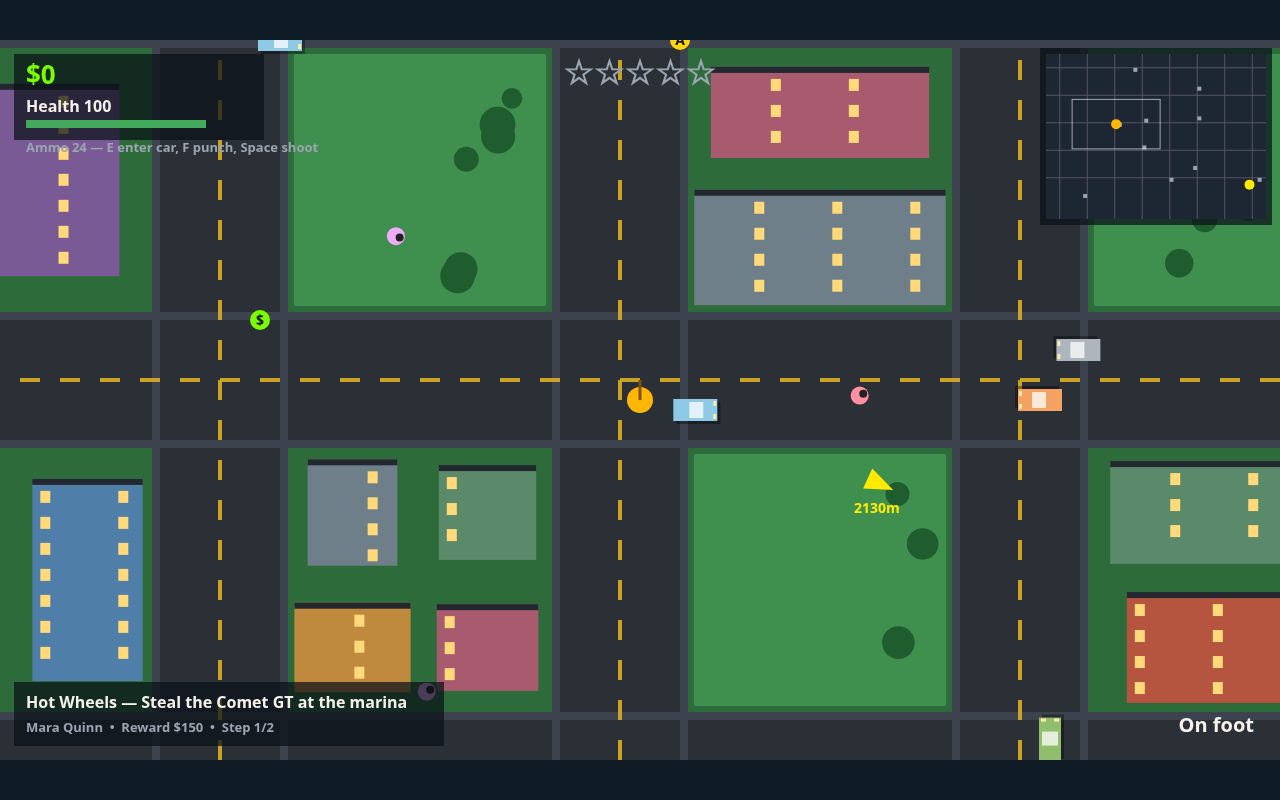 A
$0
Health 100
Ammo 24 — E enter car, F punch, Space shoot
$
2130m
Hot Wheels — Steal the Comet GT at the marina
Mara Quinn • Reward $150 • Step 1/2
On foot